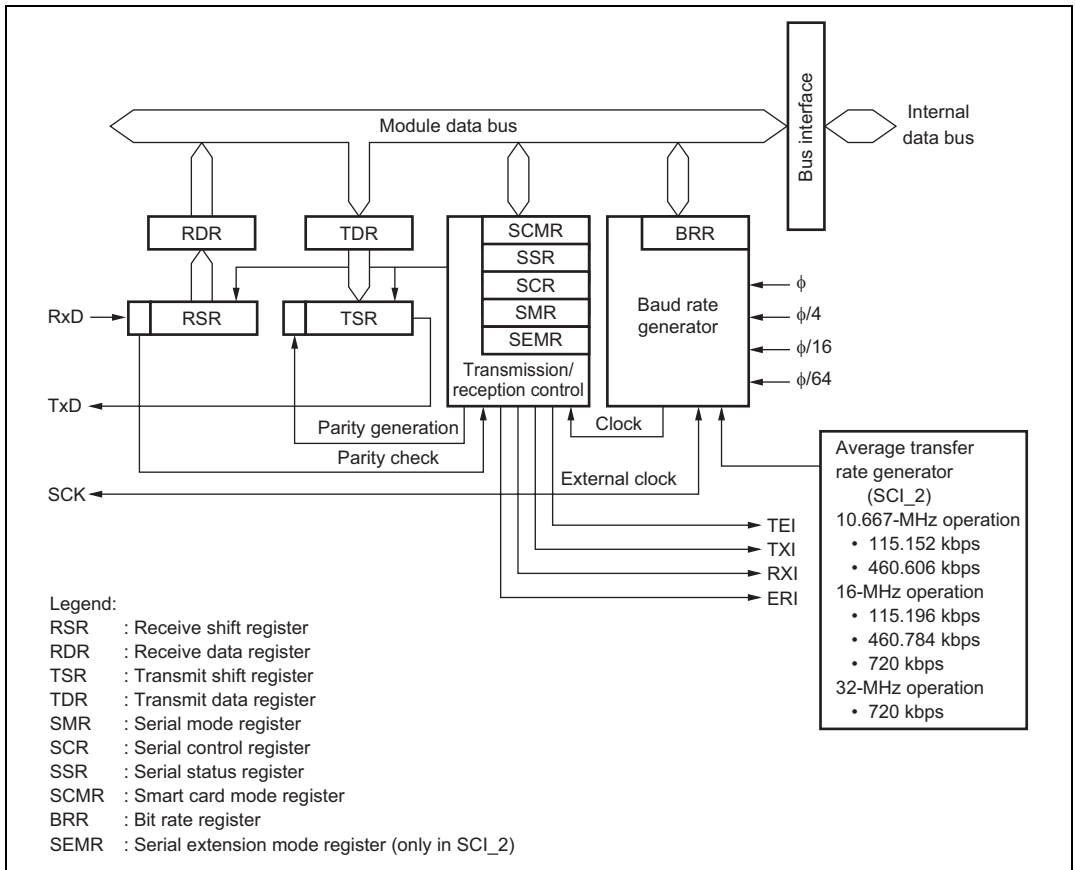 Module data bus
Bus interface
Internal
data bus
RDR
TDR
SCMR
SSR
SCR
SMR
SEMR
Transmission/
reception control
BRR
Baud rate
generator
ϕ
ϕ/4
ϕ/16
ϕ/64
RxD
RSR
TSR
TxD
Parity generation
Parity check
Clock
External clock
SCK
TEI
TXI
RXI
ERI
Average transfer
rate generator
(SCI_2)
10.667-MHz operation
• 115.152 kbps
• 460.606 kbps
16-MHz operation
• 115.196 kbps
• 460.784 kbps
• 720 kbps
32-MHz operation
• 720 kbps
Legend:
RSR : Receive shift register
RDR : Receive data register
TSR : Transmit shift register
TDR : Transmit data register
SMR : Serial mode register
SCR : Serial control register
SSR : Serial status register
SCMR : Smart card mode register
BRR : Bit rate register
SEMR : Serial extension mode register (only in SCI_2)